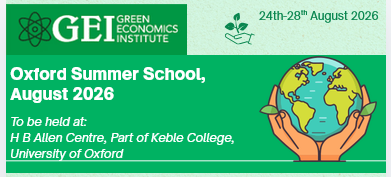 GEI GREEN
ECONOMICS
INSTITUTE
24th-28th August 2026
Oxford Summer School,
August 2026
To be held at:
H B Allen Centre, Part of Keble College,
University of Oxford